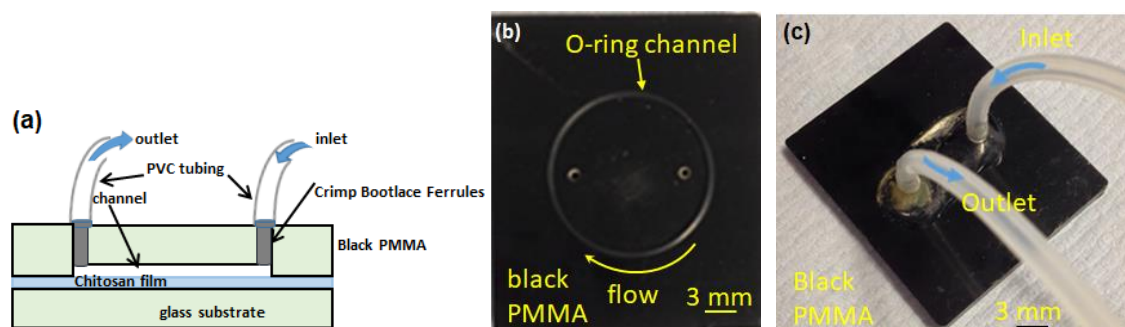 (a)
outlet
inlet
PVC tubing
channel
Crimp Bootlace Ferrules
Black PMMA
Chitosan film
glass substrate
(b)
O-ring channel
black
PMMA
flow
3 mm
(c)
Inlet
Outlet
Black
PMMA
3 mm